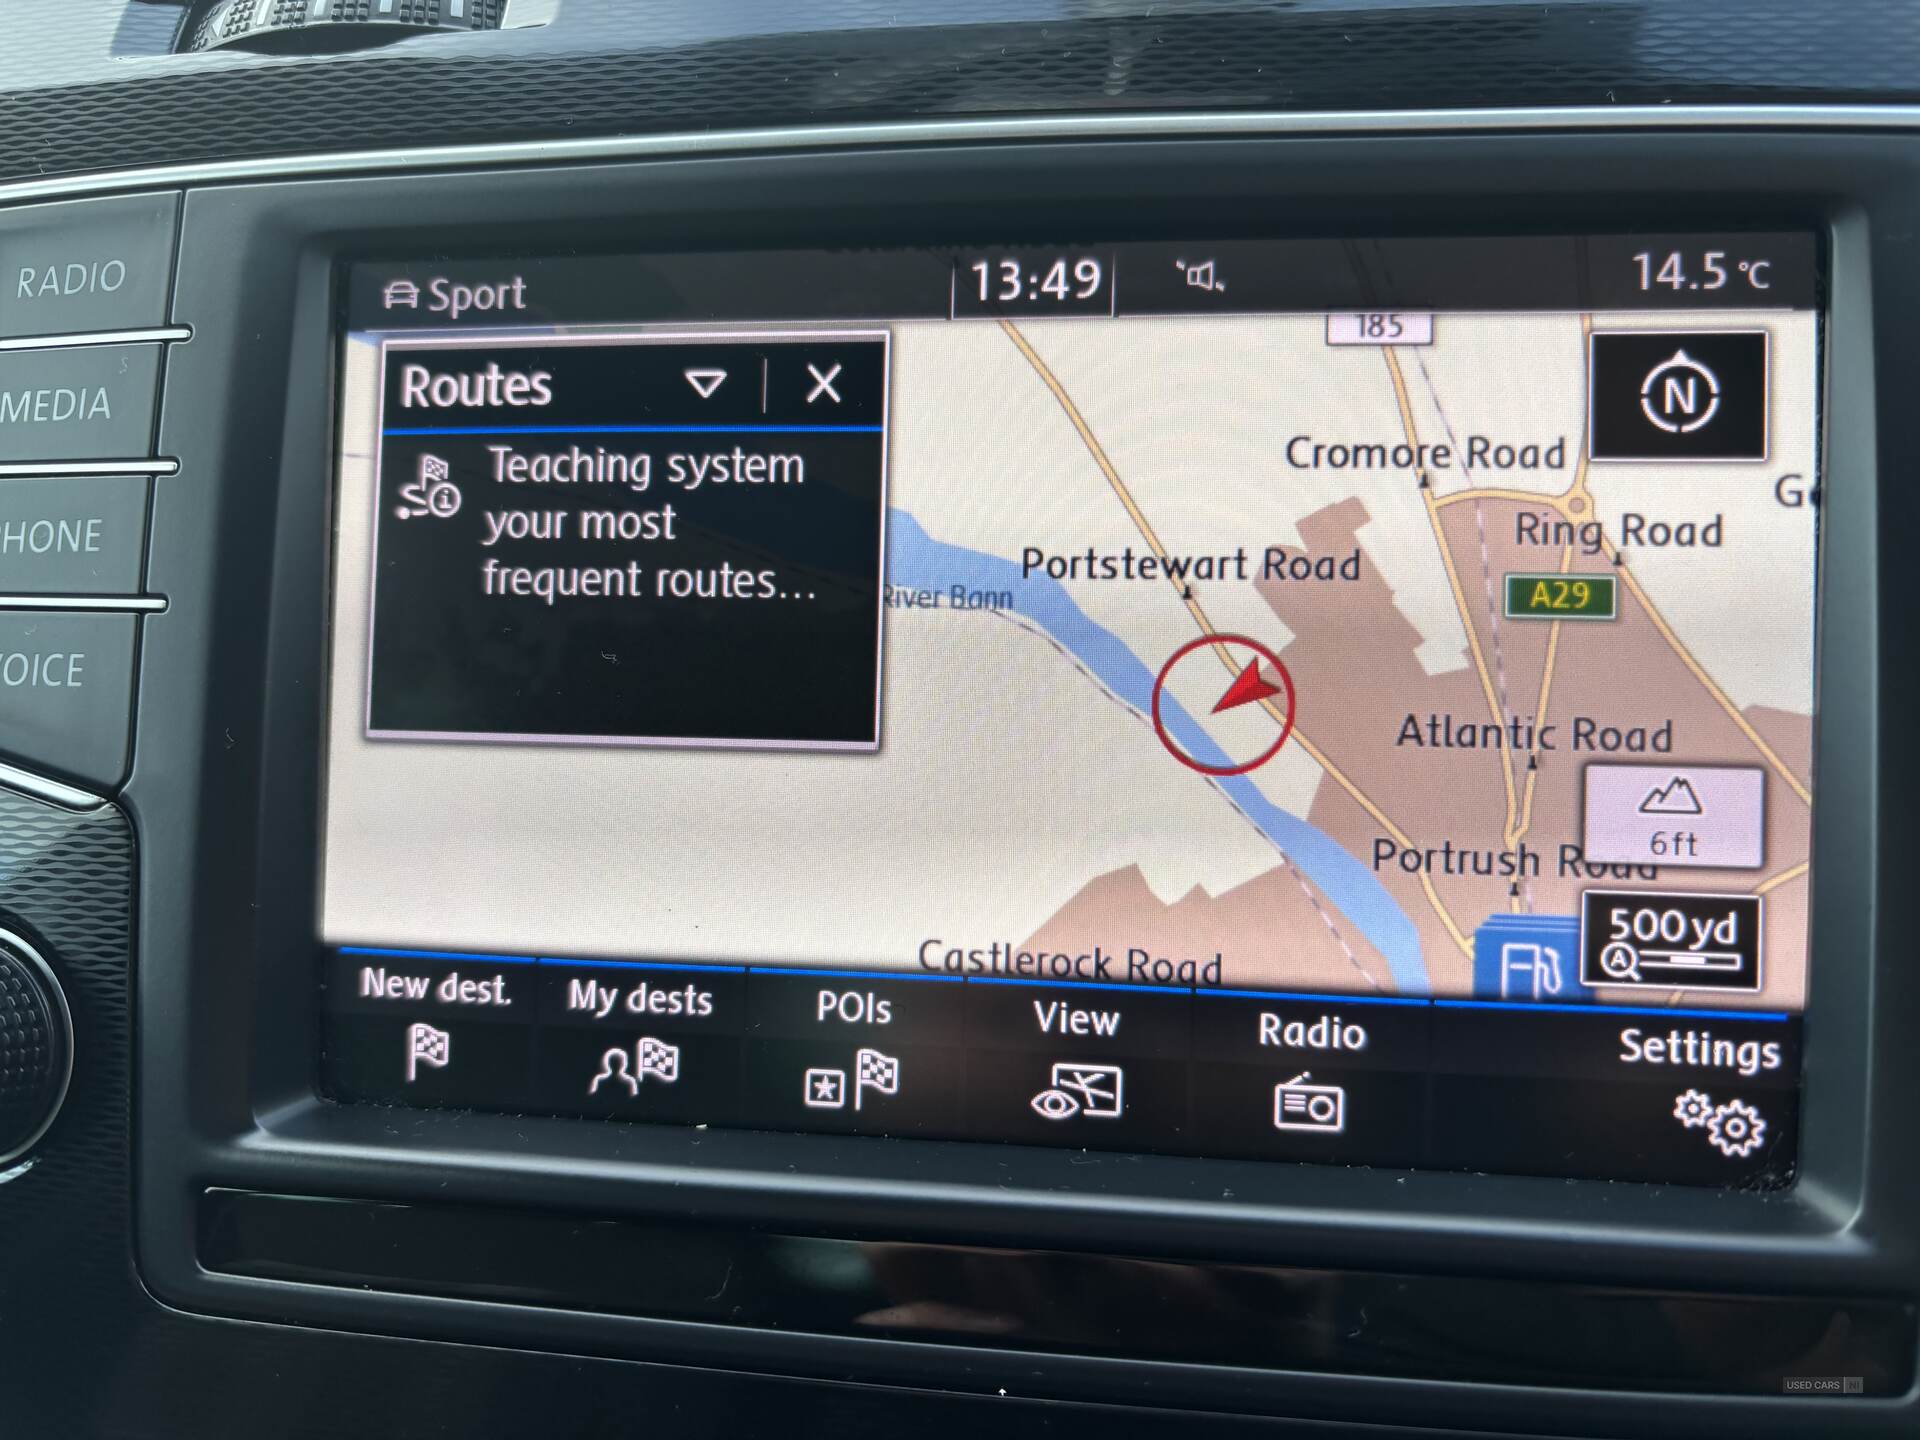 RADIO
MEDIA
PHONE
VOICE
Sport
13:49
14.5 °C
Routes
Teaching system
your most
frequent routes...
185
N
Cromore Road
Ring Road
Portstewart Road
A29
River Bann
Atlantic Road
6ft
Portrush Road
500yd
A
Castlerock Road
New dest.
My dests
POIs
View
Radio
Settings
USED CARS NI